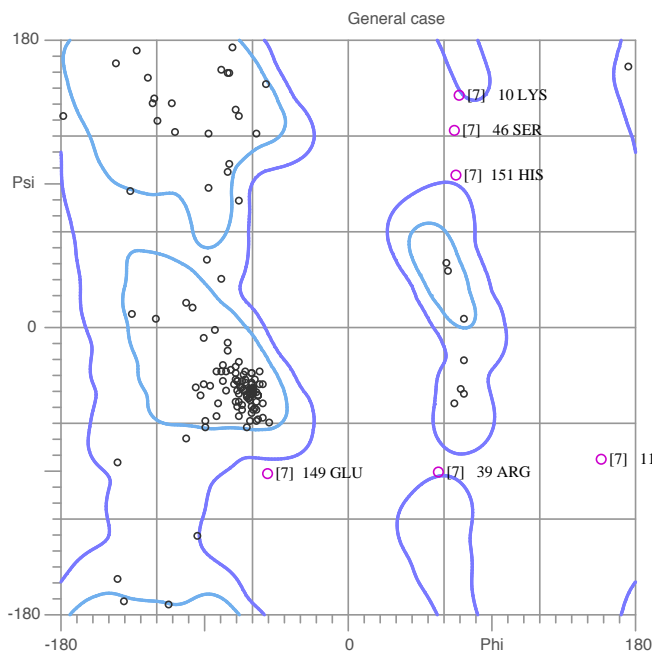 General case
180
[7] 10 LYS
[7] 46 SER
[7] 151 HIS
Psi
0
[7] 149 GLU
[7] 39 ARG
[7] 11
-180
-180
0
Phi
180